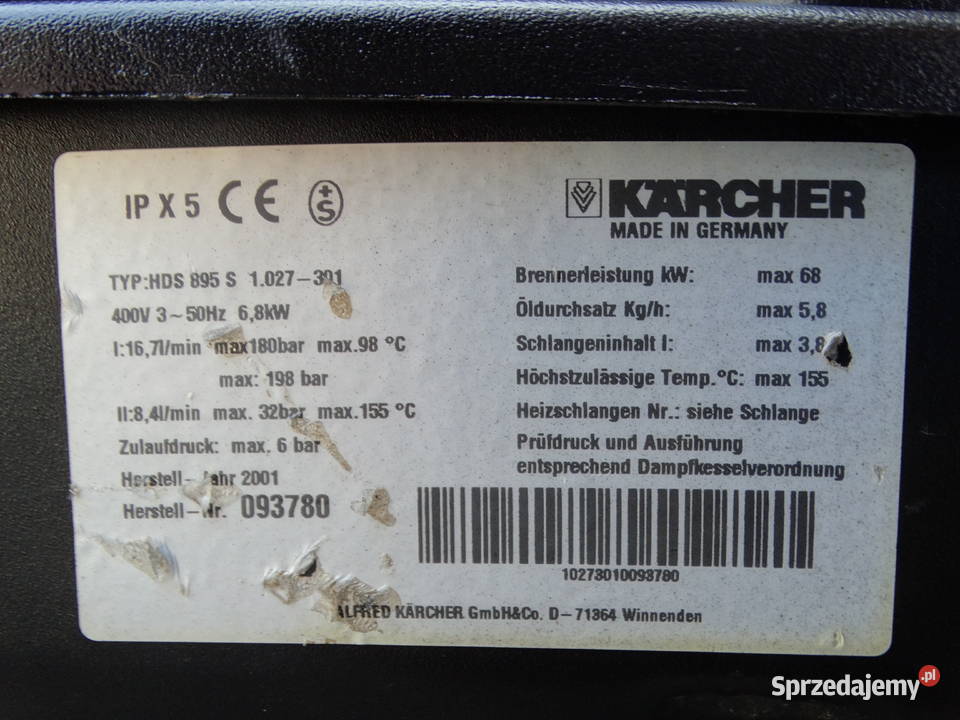 IP X 5 CE S
KÄRCHER
MADE IN GERMANY
TYP:HDS 895 S 1.027-301
400V 3~50Hz 6,8kW
I:16,7l/min max180bar max.98 °C
max: 198 bar
II:8,4l/min max. 32bar max.155 °C
Zulaufdruck: max. 6 bar
Herstell-Jahr 2001
Herstell-Nr. 093780
Brennerleistung kW: max 68
Öldurchsatz Kg/h: max 5,8
Schlangeninhalt l: max 3,8
Höchstzulässige Temp.°C: max 155
Heizschlangen Nr.: siehe Schlange
Prüfdruck und Ausführung
entsprechend Dampfkesselverordnung
10273010093780
ALFRED KÄRCHER GmbH&Co. D-71364 Winnenden
Sprzedajemy.pl